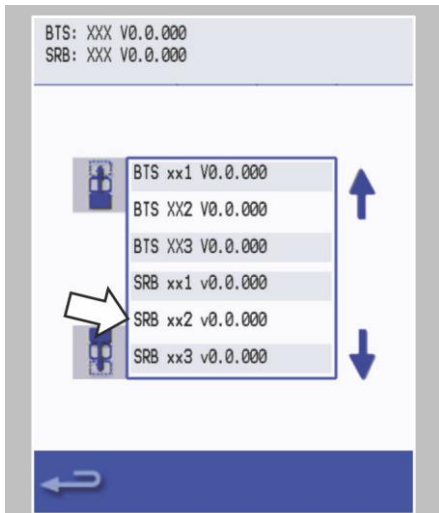 BTS: XXX V0.0.000
SRB: XXX V0.0.000
BTS xx1 V0.0.000
BTS XX2 V0.0.000
BTS XX3 V0.0.000
SRB xx1 v0.0.000
SRB xx2 v0.0.000
SRB xx3 v0.0.000